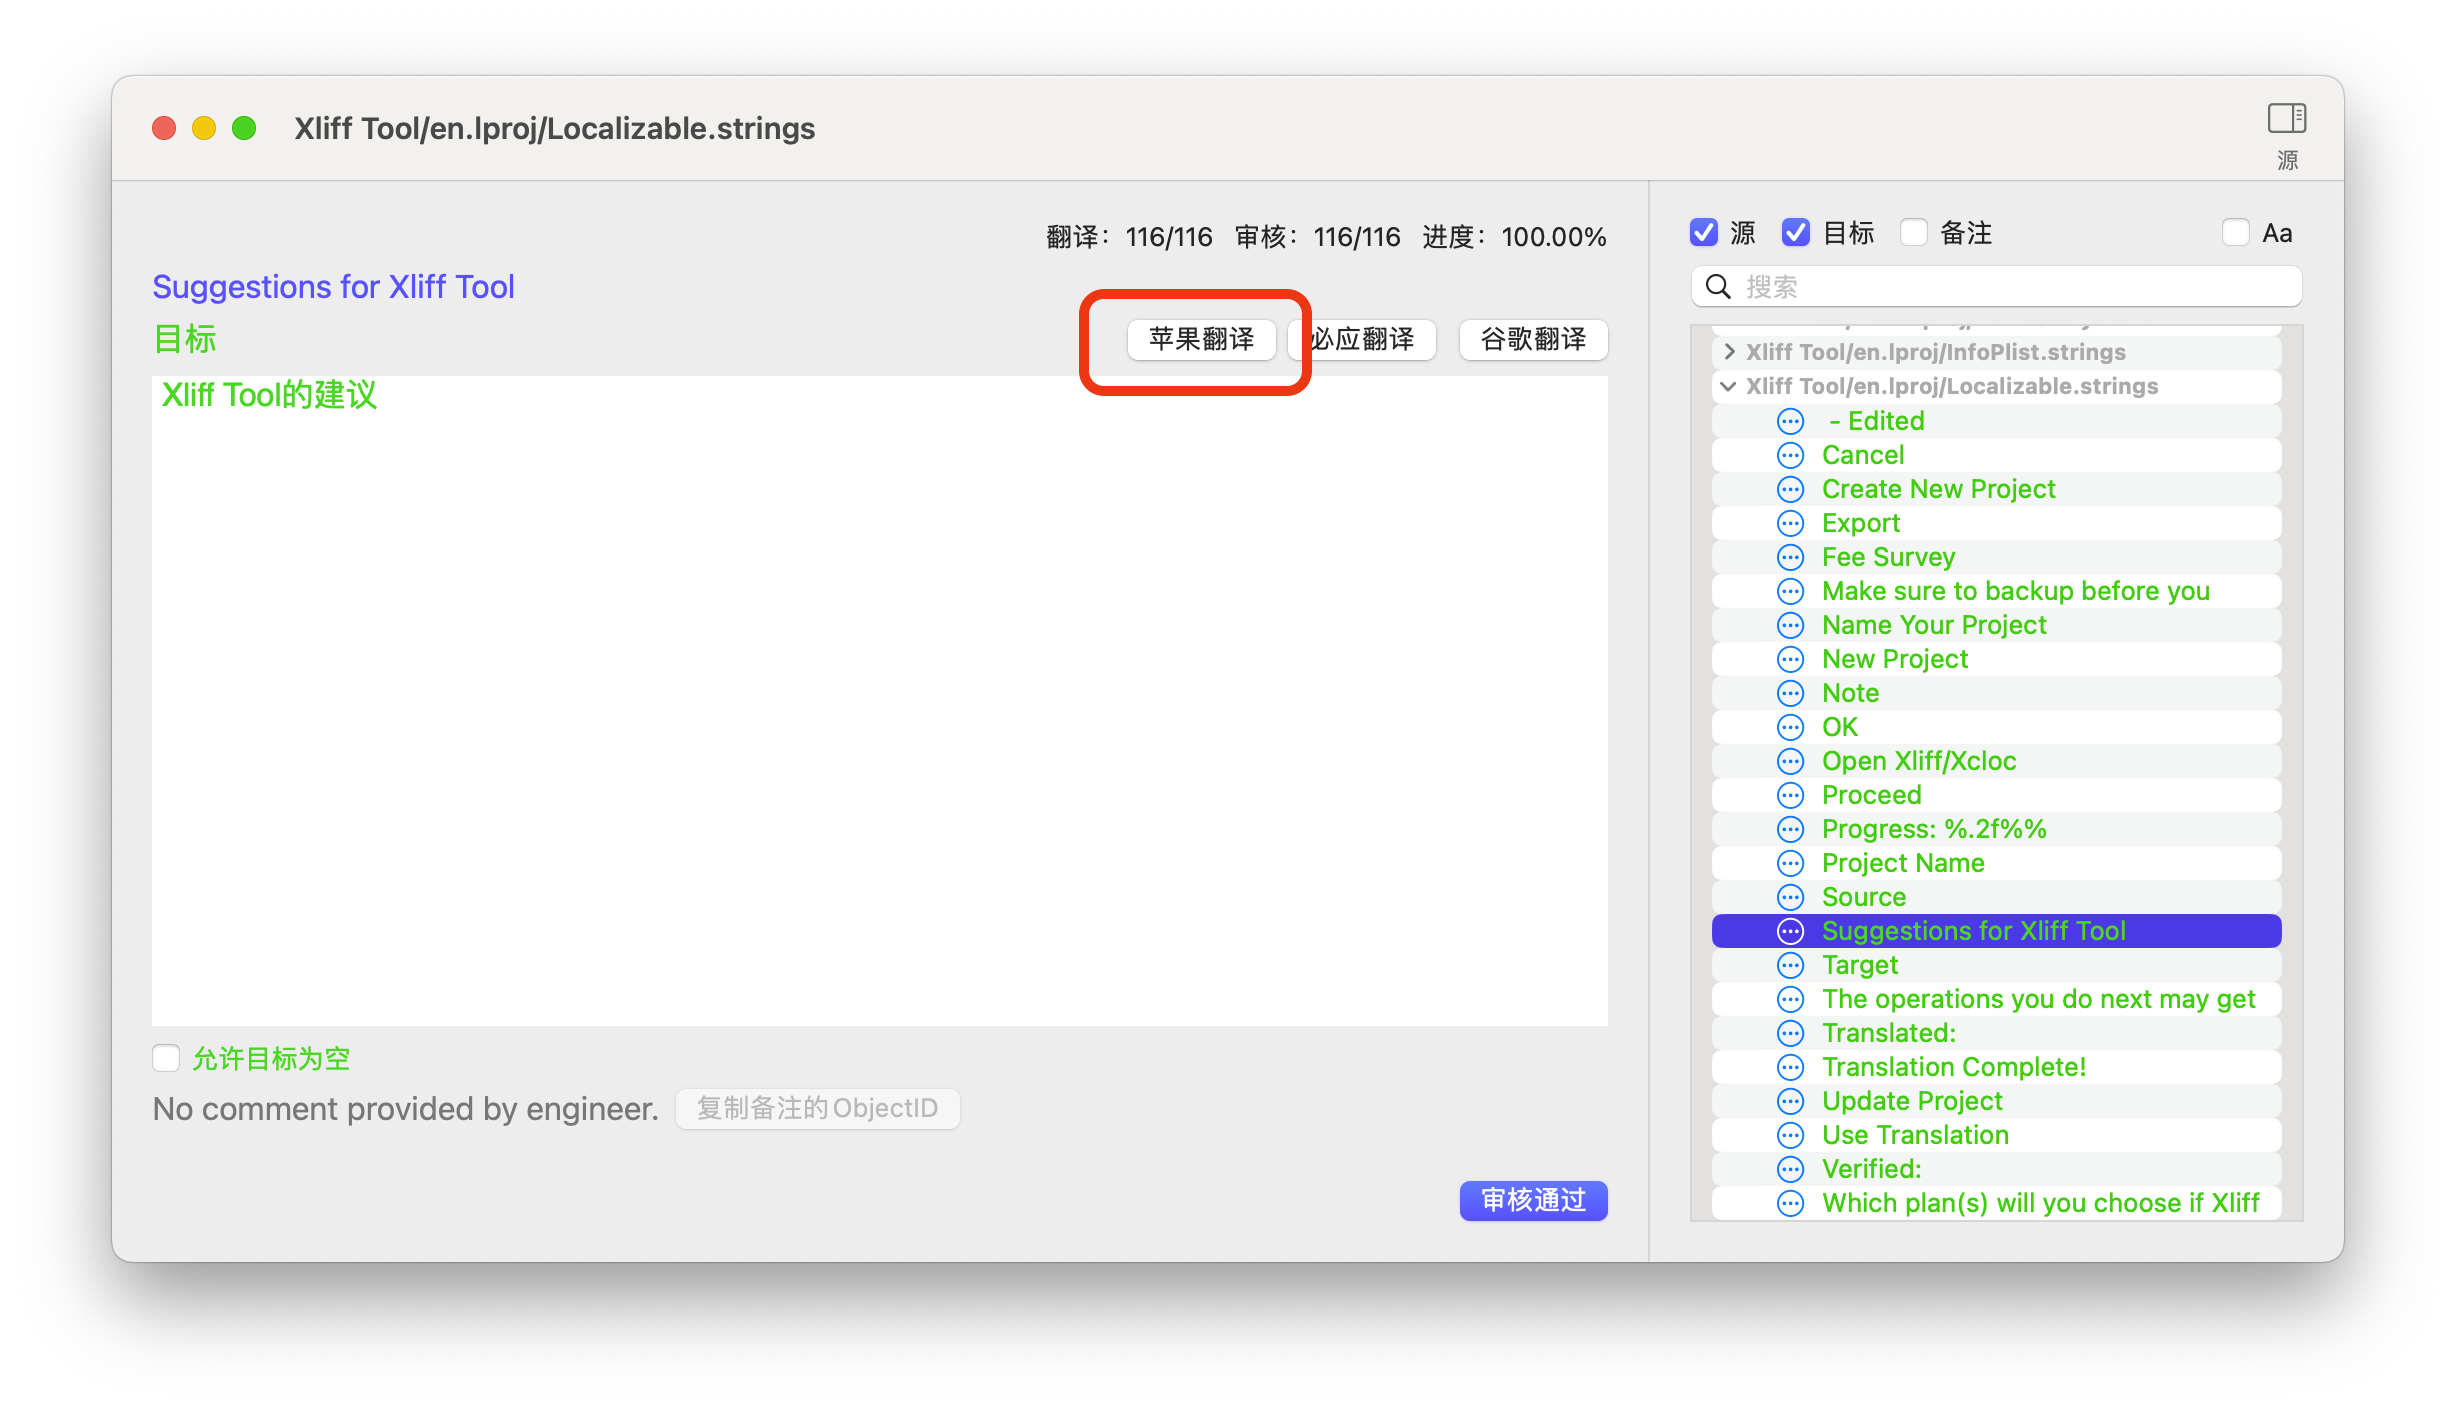 Xliff Tool/en.lproj/Localizable.strings
源
翻译： 116/116 审核： 116/116 进度： 100.00%
Suggestions for Xliff Tool
目标
苹果翻译 必应翻译 谷歌翻译
Xliff Tool的建议
允许目标为空
No comment provided by engineer. 复制备注的ObjectID
审核通过
源 目标 备注 Aa
搜索
Xliff Tool/en.lproj/InfoPlist.strings
Xliff Tool/en.lproj/Localizable.strings
- Edited
Cancel
Create New Project
Export
Fee Survey
Make sure to backup before you
Name Your Project
New Project
Note
OK
Open Xliff/Xcloc
Proceed
Progress: %.2f%%
Project Name
Source
Suggestions for Xliff Tool
Target
The operations you do next may get
Translated:
Translation Complete!
Update Project
Use Translation
Verified:
Which plan(s) will you choose if Xliff